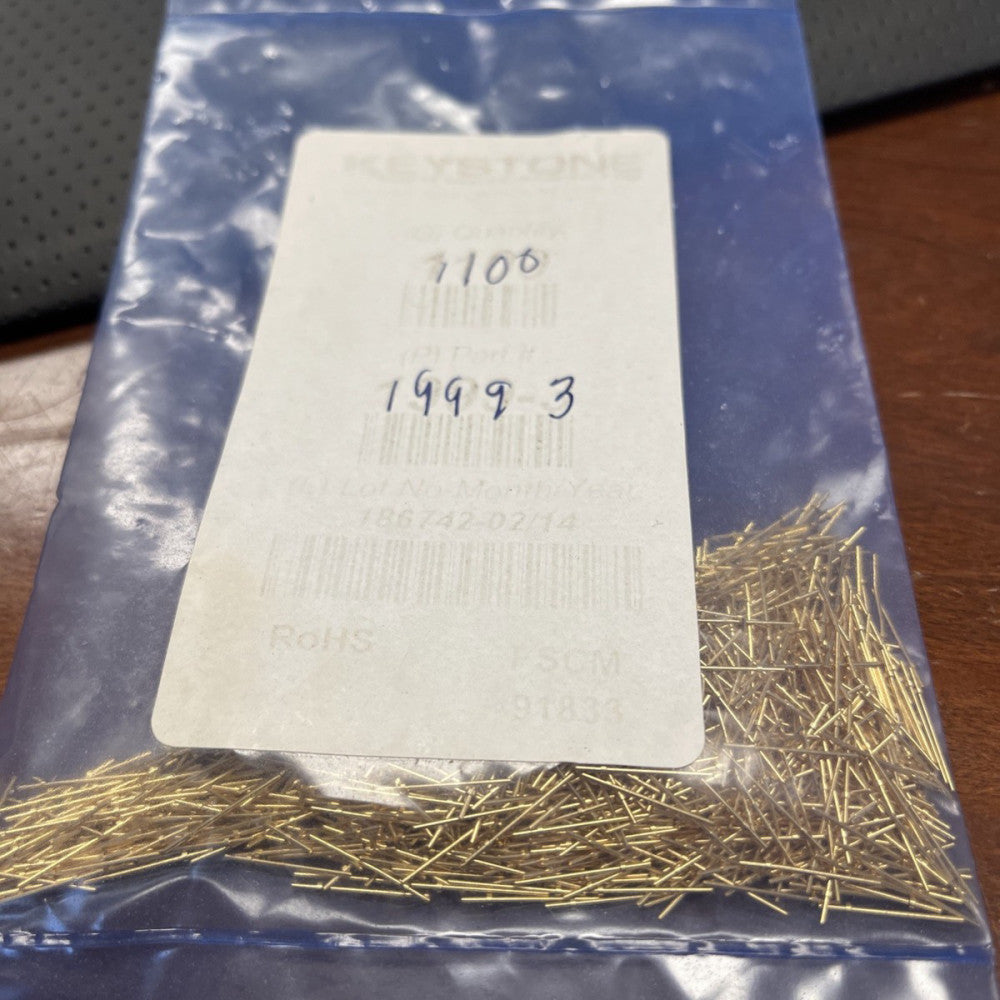 KEYSTONE
(Q) Quantity
1100
(P) Part #
1999 3
(L) Lot No-Month/Year
186742-02/14
RoHS
FSCM
91833